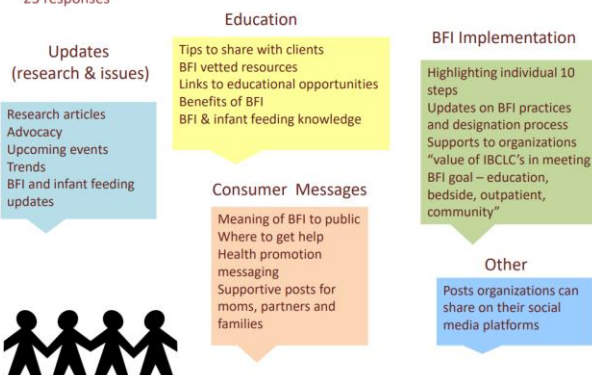 25 responses
Updates
(research & issues)
Research articles
Advocacy
Upcoming events
Trends
BFI and infant feeding
updates
Education
Tips to share with clients
BFI vetted resources
Links to educational opportunities
Benefits of BFI
BFI & infant feeding knowledge
Consumer Messages
Meaning of BFI to public
Where to get help
Health promotion
messaging
Supportive posts for
moms, partners and
families
BFI Implementation
Highlighting individual 10
steps
Updates on BFI practices
and designation process
Supports to organizations
“value of IBCLC’s in meeting
BFI goal – education,
bedside, outpatient,
community”
Other
Posts organizations can
share on their social
media platforms